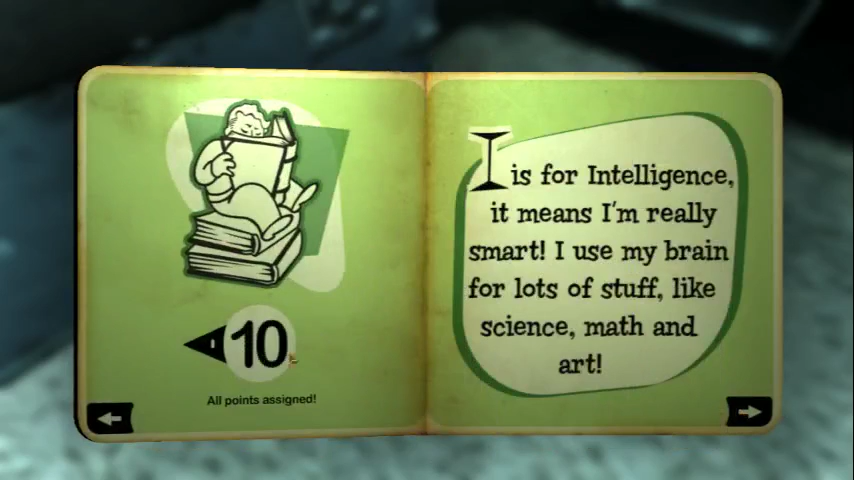 10
All points assigned!
I is for Intelligence,
it means I'm really
smart! I use my brain
for lots of stuff, like
science, math and
art!